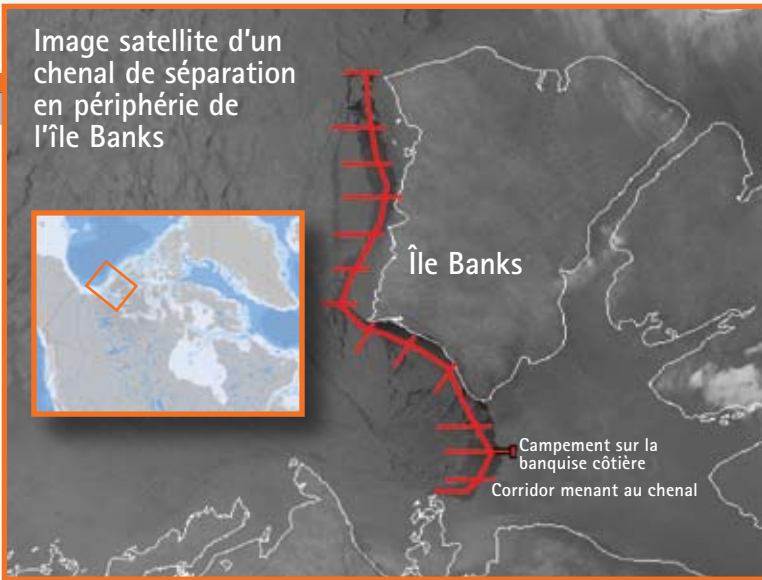 Image satellite d'un
chenal de séparation
en périphérie de
l'île Banks
Île Banks
Campement sur la
banquise côtière
Corridor menant au chenal